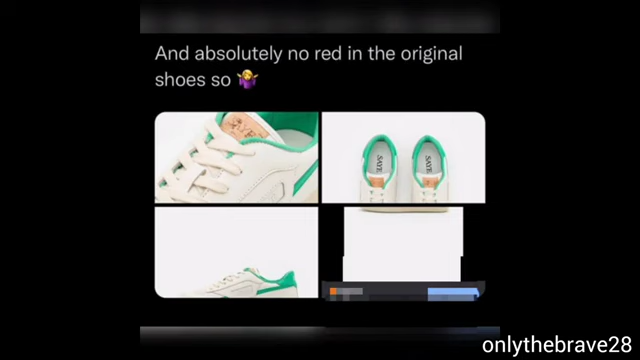 And absolutely no red in the original
shoes so 🤷‍♀️
SAYE
SAYE
onlythebrave28